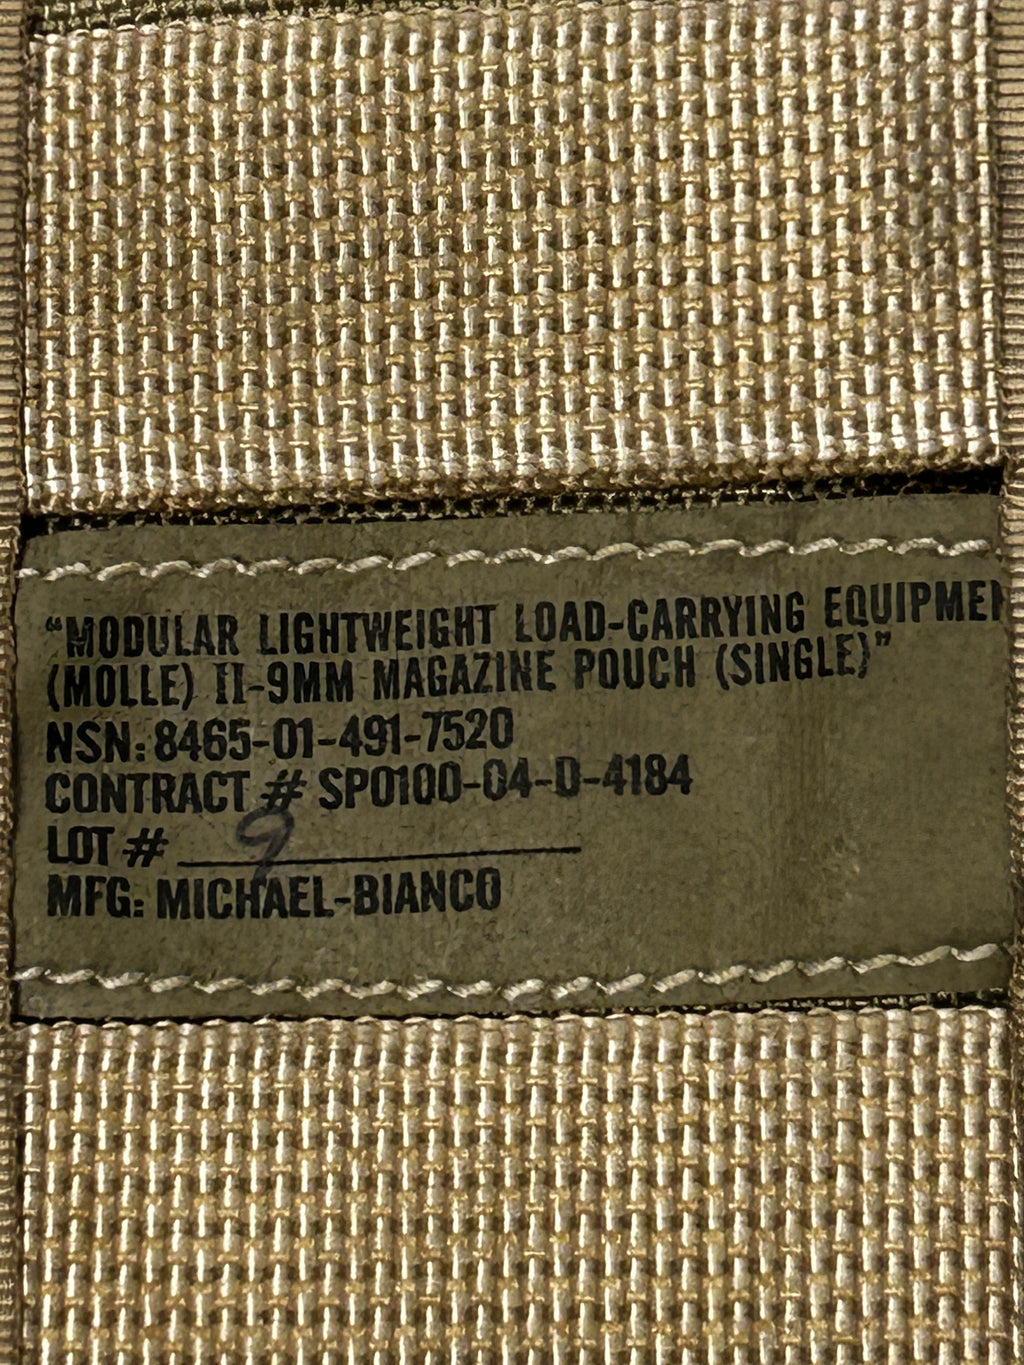 “MODULAR LIGHTWEIGHT LOAD-CARRYING EQUIPMEN
(MOLLE) II-9MM MAGAZINE POUCH (SINGLE)”
NSN: 8465-01-491-7520
CONTRACT # SP0100-04-D-4184
LOT # 9
MFG: MICHAEL-BIANCO